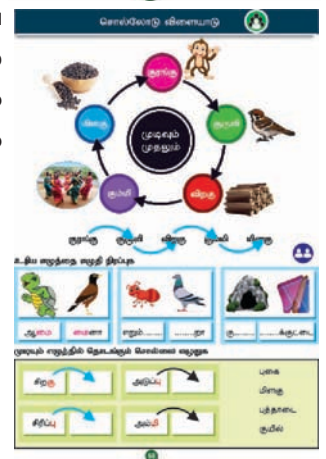 சொல்லோடு விளையாடு
குரங்கு
மிளகு
குருவி
முடிவும்
முதலும்
கும்மி
விறகு
குரங்கு குருவி விறகு கும்மி மிளகு
உரிய எழுத்தை எழுதி நிரப்புக
ஆமை மைனா எறும்....... .......றா கு....... .......க்குட்டை
முடியும் எழுத்தில் தொடங்கும் சொல்லை எழுதுக
சிறகு அடுப்பு
சிரிப்பு அம்மி
புகை
மிளகு
புத்தாடை
குயில்